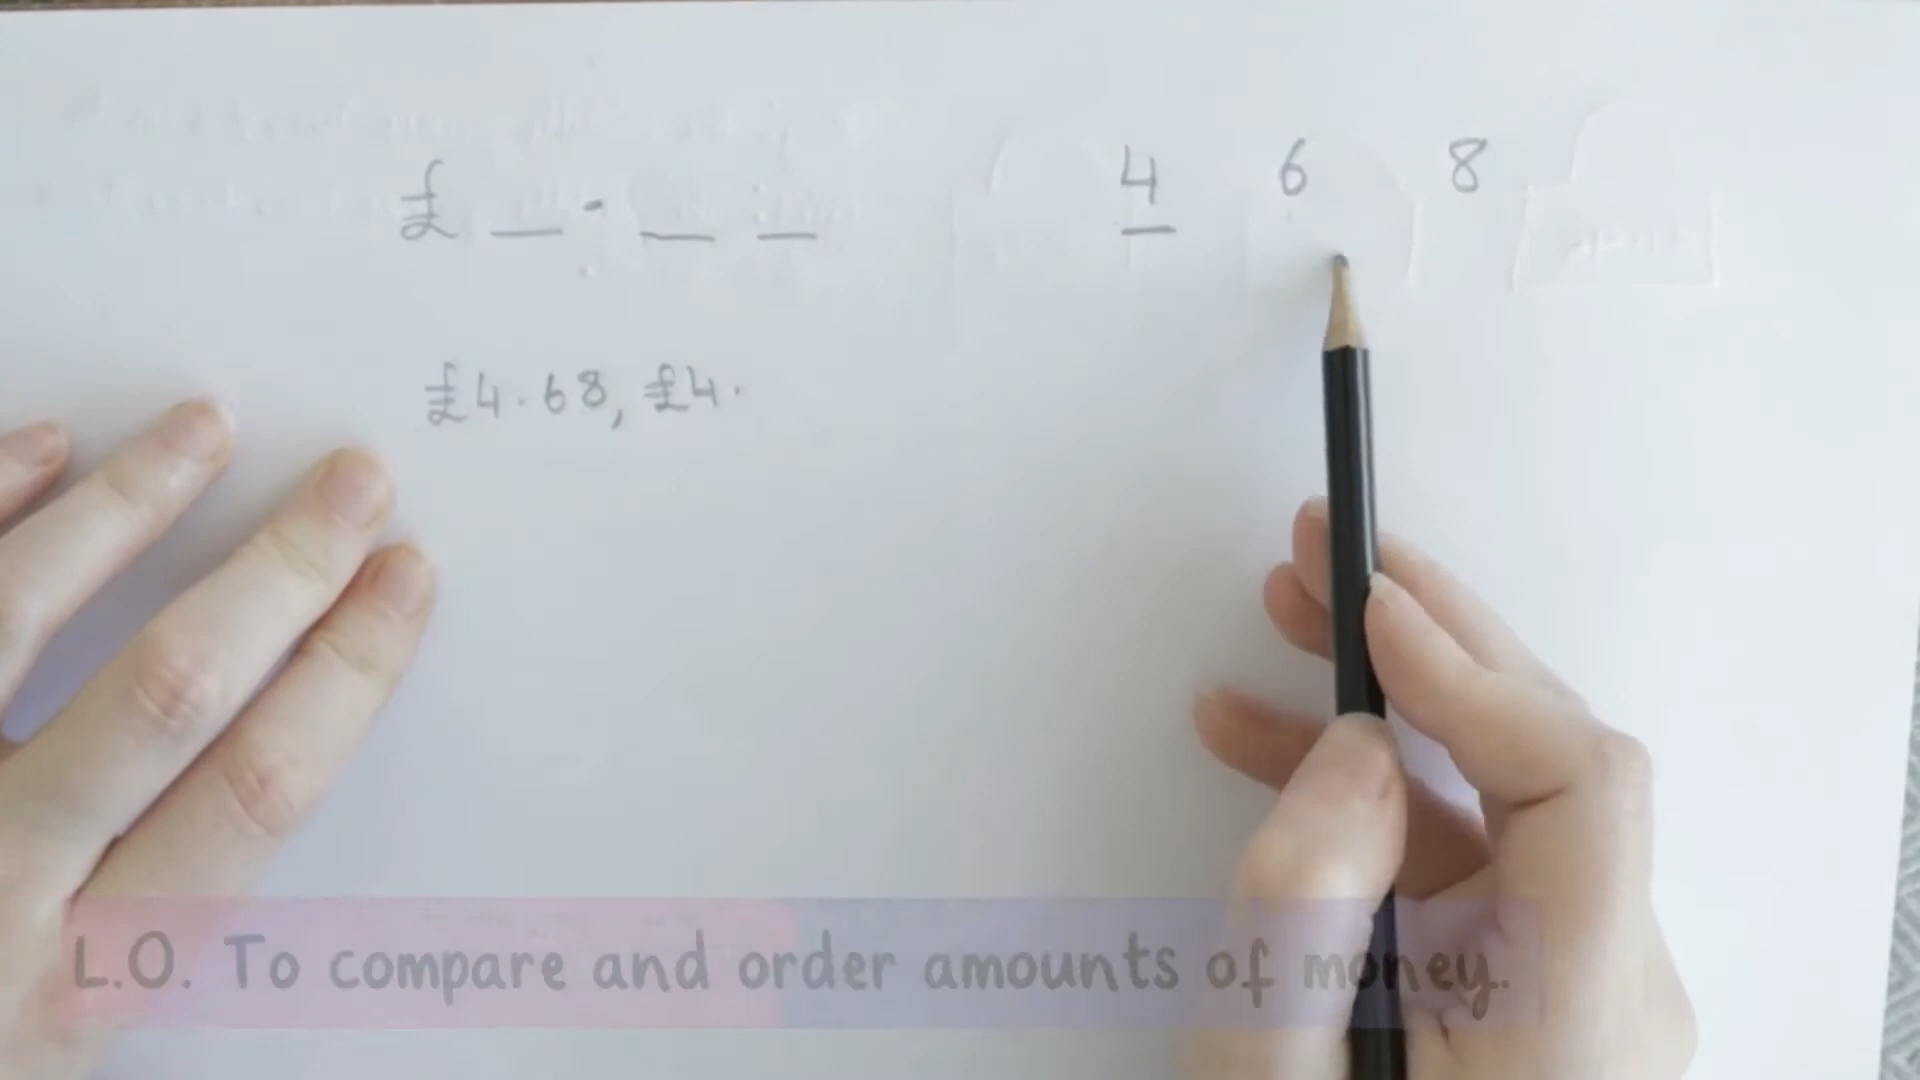 £ _ . _ _ 4 6 8
£4.68, £4.
L.O. To compare and order amounts of money.